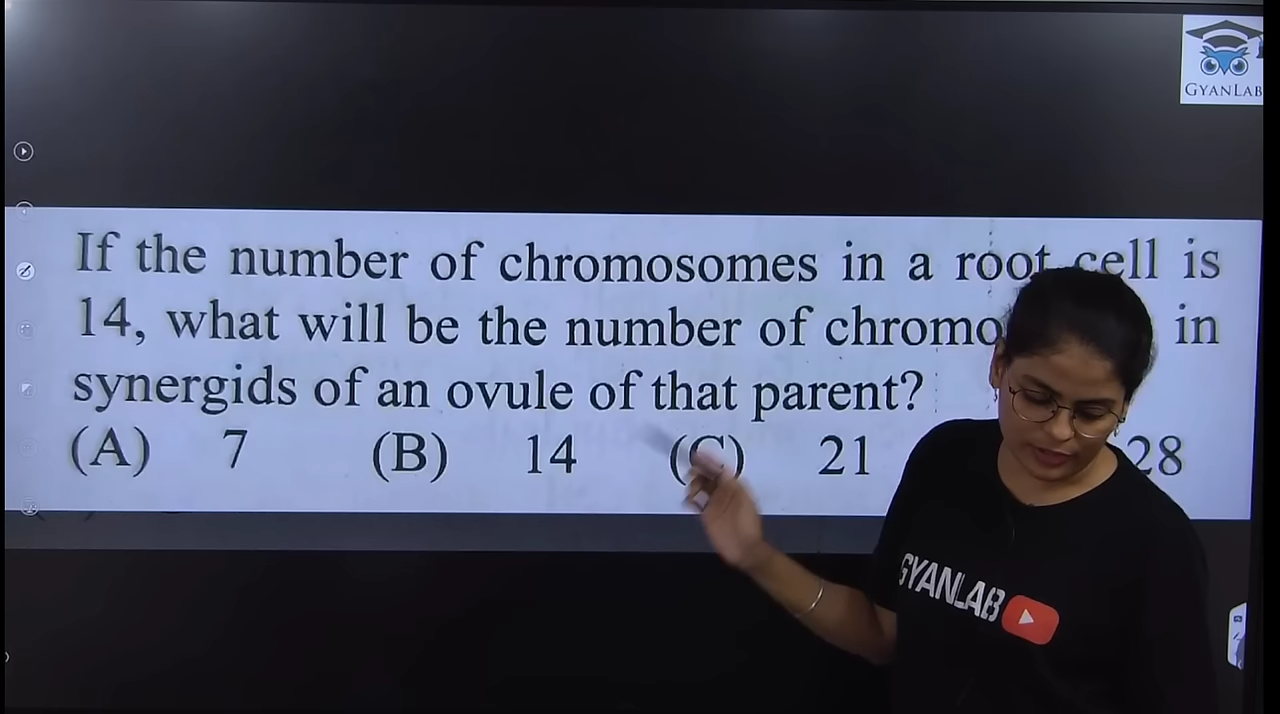 GYANLAB
If the number of chromosomes in a root cell is
14, what will be the number of chromo in
synergids of an ovule of that parent?
(A) 7 (B) 14 (C) 21 28
GYANLAB